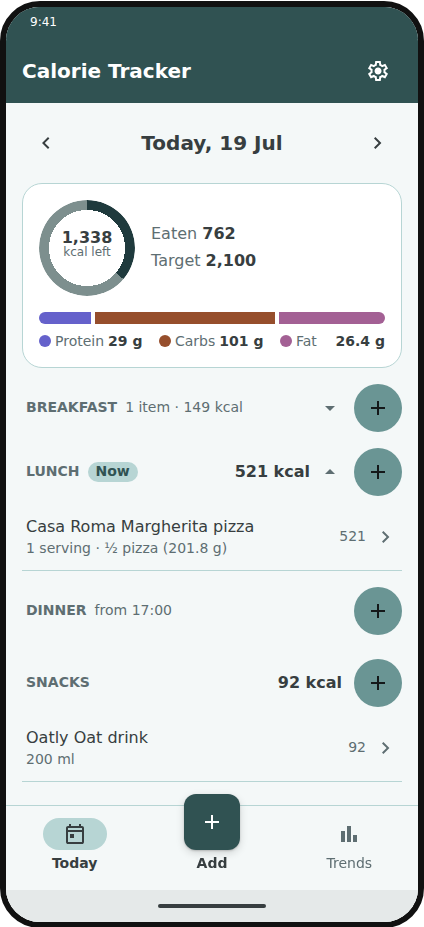 9:41
Calorie Tracker
Today, 19 Jul
1,338
kcal left
Eaten 762
Target 2,100
Protein 29 g Carbs 101 g Fat 26.4 g
BREAKFAST 1 item · 149 kcal
LUNCH Now 521 kcal
Casa Roma Margherita pizza
1 serving · ½ pizza (201.8 g)
521
DINNER from 17:00
SNACKS 92 kcal
Oatly Oat drink
200 ml
92
Today Add Trends